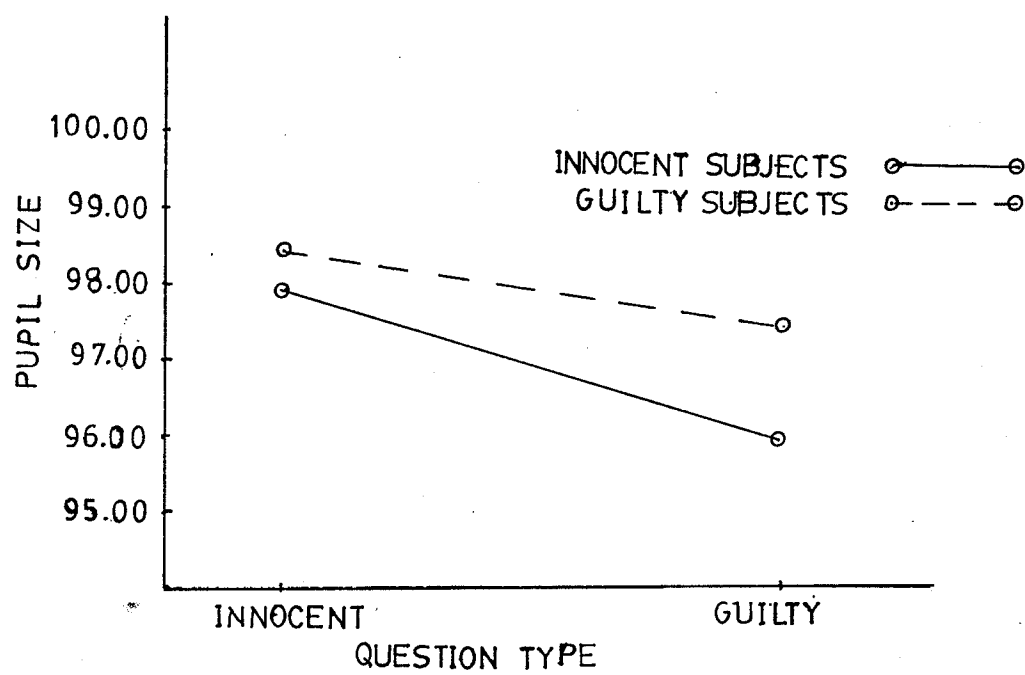 100.00
99.00
98.00
97.00
96.00
95.00
PUPIL SIZE
INNOCENT SUBJECTS
GUILTY SUBJECTS
INNOCENT
GUILTY
QUESTION TYPE